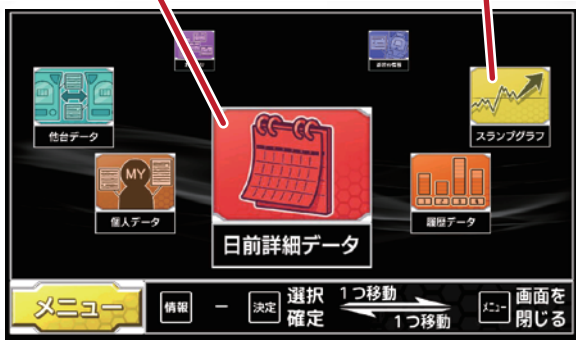 他台データ
スランプグラフ
MY
個人データ
履歴データ
日前詳細データ
メニュー
情報
ー
決定
選択
確定
1つ移動
1つ移動
メニュー
画面を
閉じる